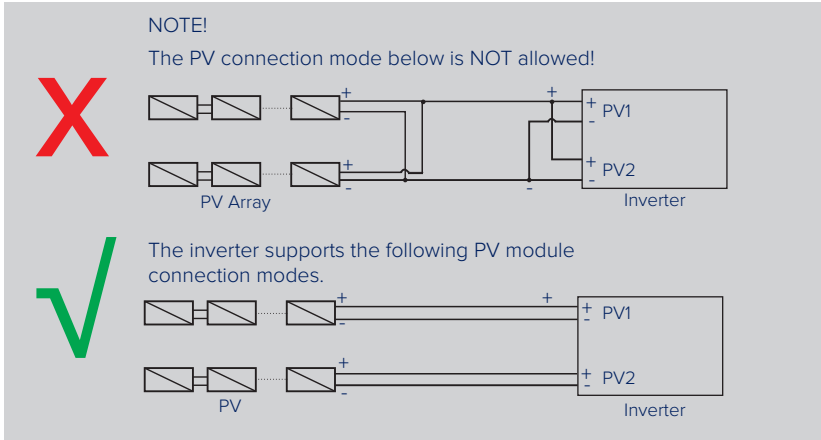 NOTE!
The PV connection mode below is NOT allowed!
X
+
+
+ PV1
-
-
+
+ PV2
-
-
-
PV Array
Inverter
√
The inverter supports the following PV module
connection modes.
+
+
+ PV1
-
-
+
+ PV2
-
-
PV
Inverter